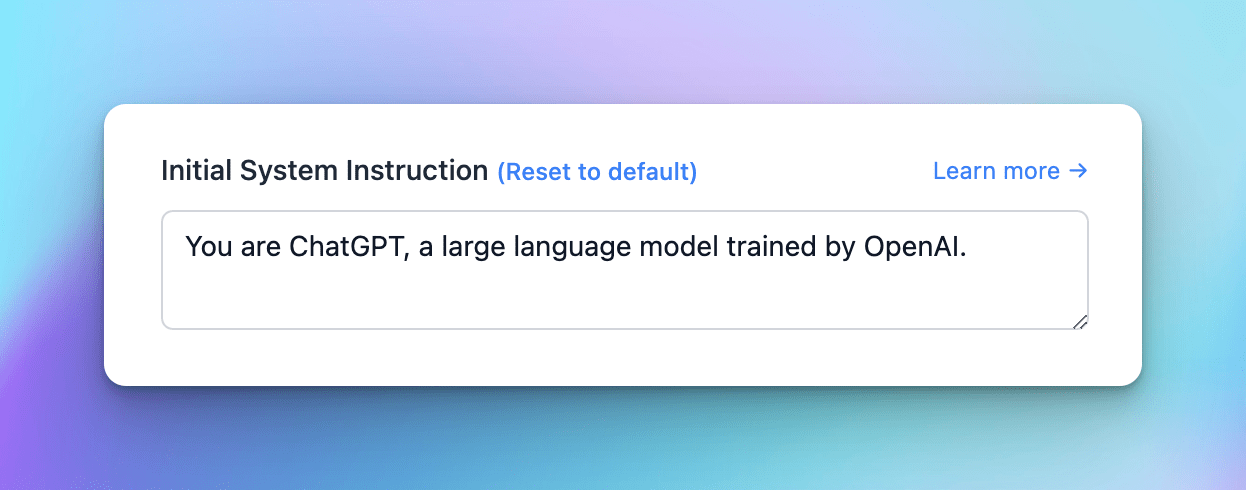 Initial System Instruction (Reset to default) Learn more →
You are ChatGPT, a large language model trained by OpenAI.